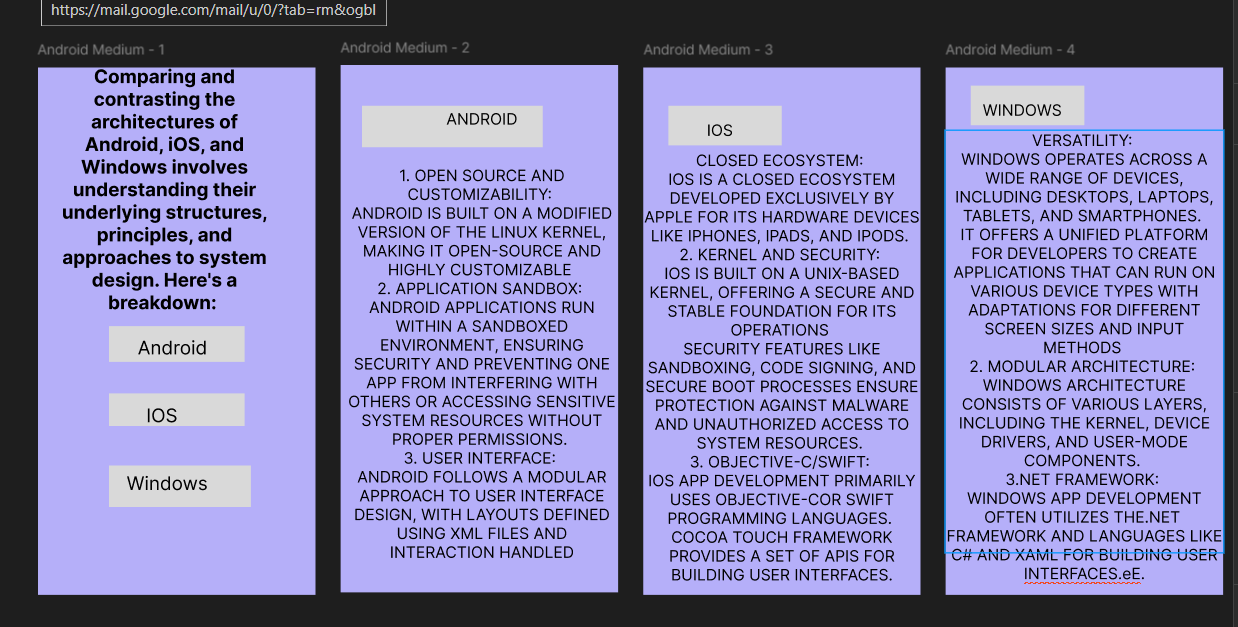 https://mail.google.com/mail/u/0/?tab=rm&ogbl
Android Medium - 1
Comparing and
contrasting the
architectures of
Android, iOS, and
Windows involves
understanding their
underlying structures,
principles, and
approaches to system
design. Here's a
breakdown:
Android
IOS
Windows
Android Medium - 2
ANDROID
1. OPEN SOURCE AND
CUSTOMIZABILITY:
ANDROID IS BUILT ON A MODIFIED
VERSION OF THE LINUX KERNEL,
MAKING IT OPEN-SOURCE AND
HIGHLY CUSTOMIZABLE
2. APPLICATION SANDBOX:
ANDROID APPLICATIONS RUN
WITHIN A SANDBOXED
ENVIRONMENT, ENSURING
SECURITY AND PREVENTING ONE
APP FROM INTERFERING WITH
OTHERS OR ACCESSING SENSITIVE
SYSTEM RESOURCES WITHOUT
PROPER PERMISSIONS.
3. USER INTERFACE:
ANDROID FOLLOWS A MODULAR
APPROACH TO USER INTERFACE
DESIGN, WITH LAYOUTS DEFINED
USING XML FILES AND
INTERACTION HANDLED
Android Medium - 3
IOS
CLOSED ECOSYSTEM:
IOS IS A CLOSED ECOSYSTEM
DEVELOPED EXCLUSIVELY BY
APPLE FOR ITS HARDWARE DEVICES
LIKE IPHONES, IPADS, AND IPODS.
2. KERNEL AND SECURITY:
IOS IS BUILT ON A UNIX-BASED
KERNEL, OFFERING A SECURE AND
STABLE FOUNDATION FOR ITS
OPERATIONS
SECURITY FEATURES LIKE
SANDBOXING, CODE SIGNING, AND
SECURE BOOT PROCESSES ENSURE
PROTECTION AGAINST MALWARE
AND UNAUTHORIZED ACCESS TO
SYSTEM RESOURCES.
3. OBJECTIVE-C/SWIFT:
IOS APP DEVELOPMENT PRIMARILY
USES OBJECTIVE-COR SWIFT
PROGRAMMING LANGUAGES.
COCOA TOUCH FRAMEWORK
PROVIDES A SET OF APIS FOR
BUILDING USER INTERFACES.
Android Medium - 4
WINDOWS
VERSATILITY:
WINDOWS OPERATES ACROSS A
WIDE RANGE OF DEVICES,
INCLUDING DESKTOPS, LAPTOPS,
TABLETS, AND SMARTPHONES.
IT OFFERS A UNIFIED PLATFORM
FOR DEVELOPERS TO CREATE
APPLICATIONS THAT CAN RUN ON
VARIOUS DEVICE TYPES WITH
ADAPTATIONS FOR DIFFERENT
SCREEN SIZES AND INPUT
METHODS
2. MODULAR ARCHITECTURE:
WINDOWS ARCHITECTURE
CONSISTS OF VARIOUS LAYERS,
INCLUDING THE KERNEL, DEVICE
DRIVERS, AND USER-MODE
COMPONENTS.
3.NET FRAMEWORK:
WINDOWS APP DEVELOPMENT
OFTEN UTILIZES THE.NET
FRAMEWORK AND LANGUAGES LIKE
C# AND XAML FOR BUILDING USER
INTERFACES.eE.